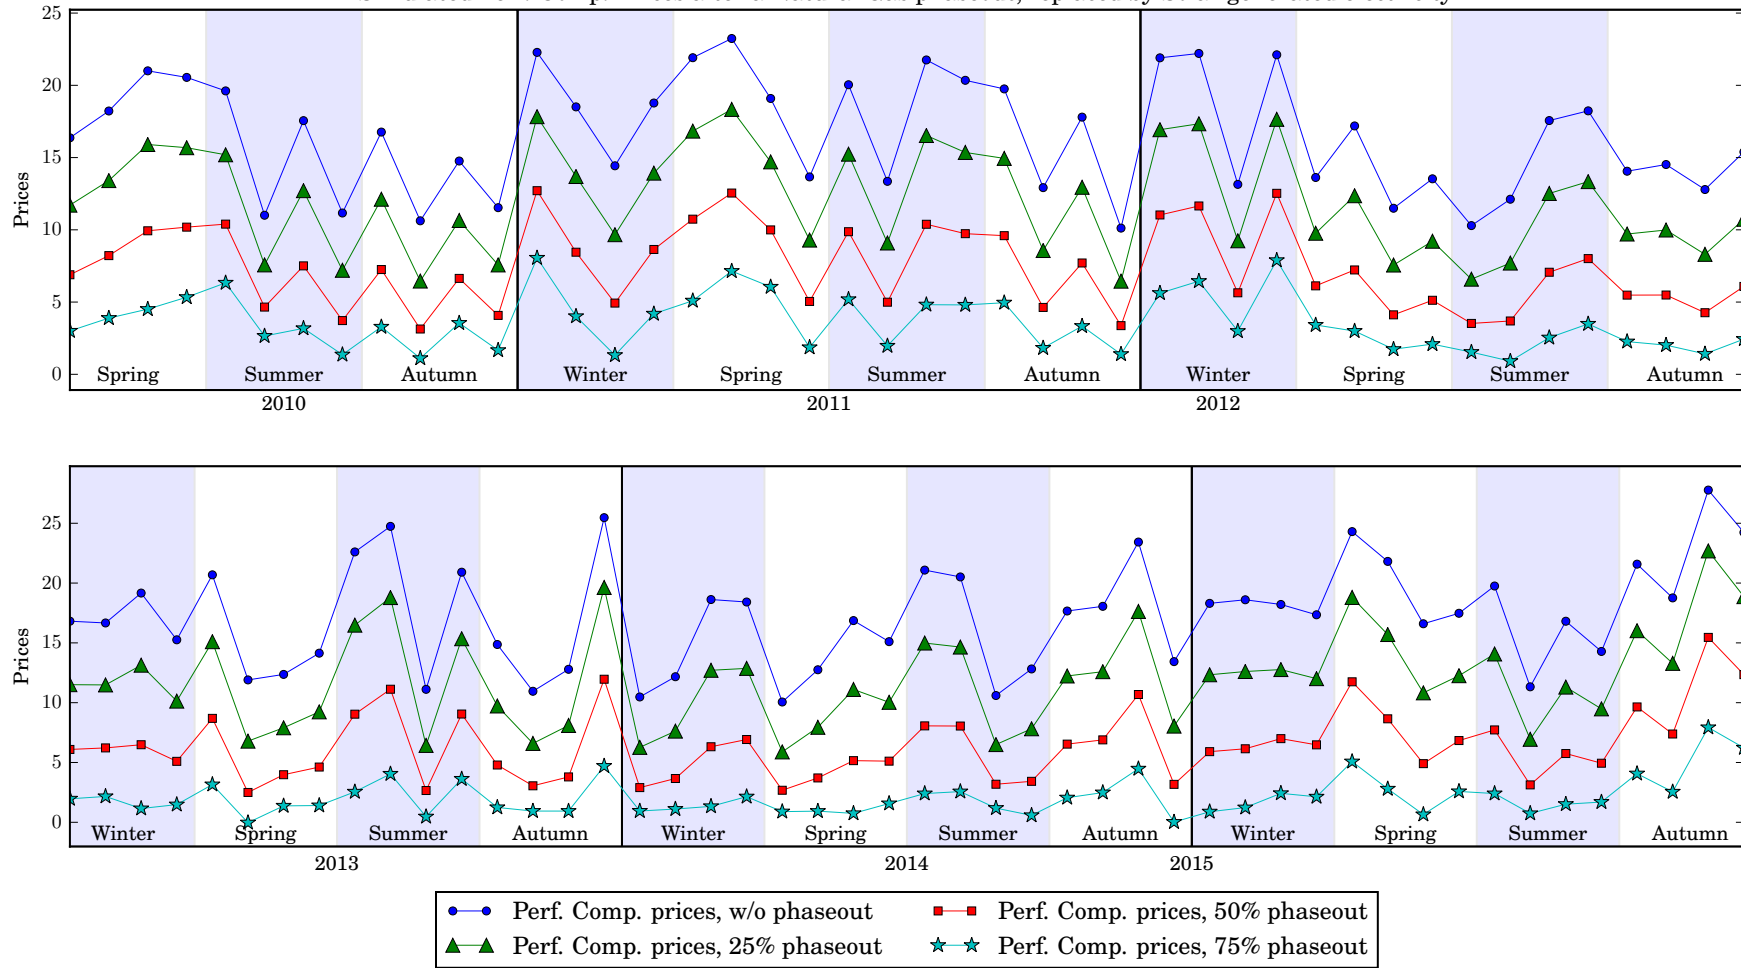 25
20
15
10
5
0
Prices
Spring Summer Autumn Winter Spring Summer Autumn Winter Spring Summer Autumn
2010 2011 2012
25
20
15
10
5
0
Prices
Winter Spring Summer Autumn Winter Spring Summer Autumn Winter Spring Summer Autumn
2013 2014 2015
Perf. Comp. prices, w/o phaseout
Perf. Comp. prices, 25% phaseout
Perf. Comp. prices, 50% phaseout
Perf. Comp. prices, 75% phaseout